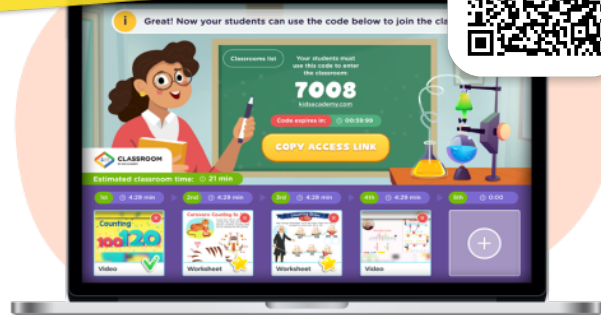 Great! Now your students can use the code below to join the cla
Classrooms list
Your students must
use this code to enter
the classroom
7008
kidsacademy.com
Code expires in:
00:59:99
COPY ACCESS LINK
CLASSROOM
Estimated classroom time: 21 min
1st 4:29 min
2nd 4:29 min
3rd 4:29 min
4th 4:29 min
5th 0:00
Counting
100 120
Video
Worksheet
Worksheet
Video